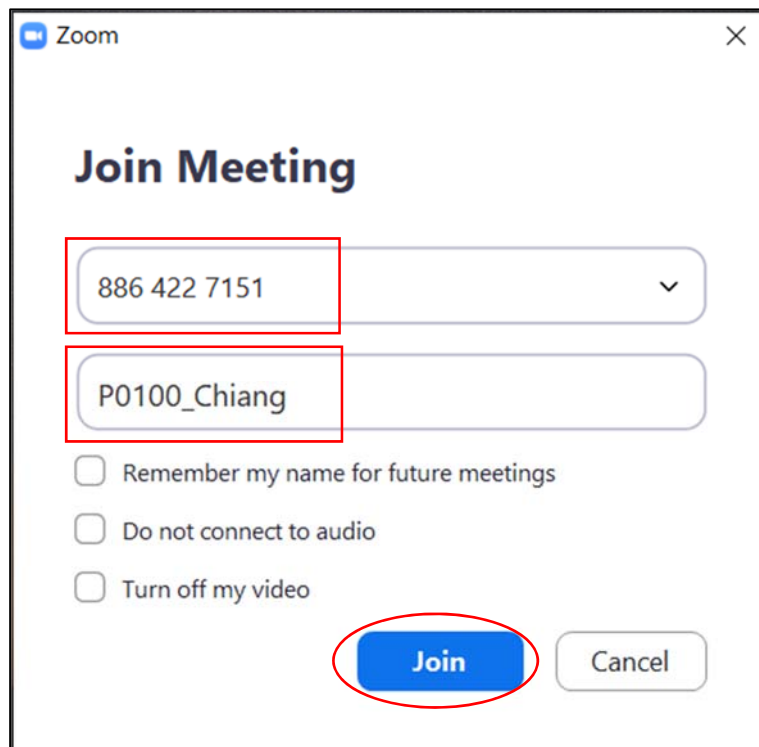 Zoom
Join Meeting
886 422 7151
P0100_Chiang
Remember my name for future meetings
Do not connect to audio
Turn off my video
Join Cancel